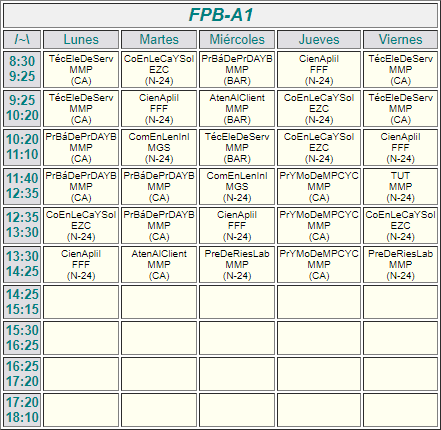 FPB-A1
/~\ Lunes Martes Miércoles Jueves Viernes
8:30 TécEleDeServ CoEnLeCaYSol PrBáDePrDAYB CienApliI TécEleDeServ
9:25 MMP EZC MMP FFF MMP
(CA) (N-24) (BAR) (N-24) (CA)
9:25 TécEleDeServ CienApliI AtenAlClient CoEnLeCaYSol TécEleDeServ
10:20 MMP FFF MMP EZC MMP
(CA) (N-24) (BAR) (N-24) (CA)
10:20 PrBáDePrDAYB ComEnLenInI TécEleDeServ CoEnLeCaYSol CienApliI
11:10 MMP MGS MMP EZC FFF
(CA) (N-24) (BAR) (N-24) (N-24)
11:40 PrBáDePrDAYB PrBáDePrDAYB ComEnLenInI PrYMoDeMPCYC TUT
12:35 MMP MMP MGS MMP MMP
(CA) (CA) (N-24) (CA) (N-24)
12:35 CoEnLeCaYSol PrBáDePrDAYB CienApliI PrYMoDeMPCYC CoEnLeCaYSol
13:30 EZC MMP FFF MMP EZC
(N-24) (CA) (N-24) (CA) (N-24)
13:30 CienApliI AtenAlClient PreDeRiesLab PrYMoDeMPCYC PreDeRiesLab
14:25 FFF MMP MMP MMP MMP
(N-24) (CA) (N-24) (CA) (N-24)
14:25
15:15
15:30
16:25
16:25
17:20
17:20
18:10